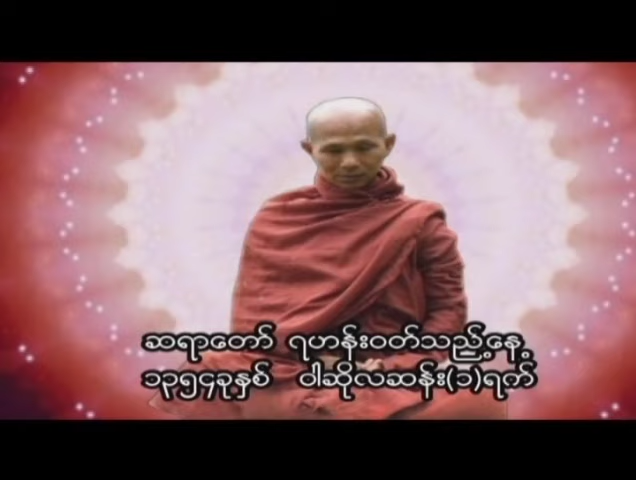 ဆရာတော် ရဟန်းဝတ်သည့်နေ့
၁၃၅၄ခုနှစ် ဝါဆိုလဆန်း(၁)ရက်